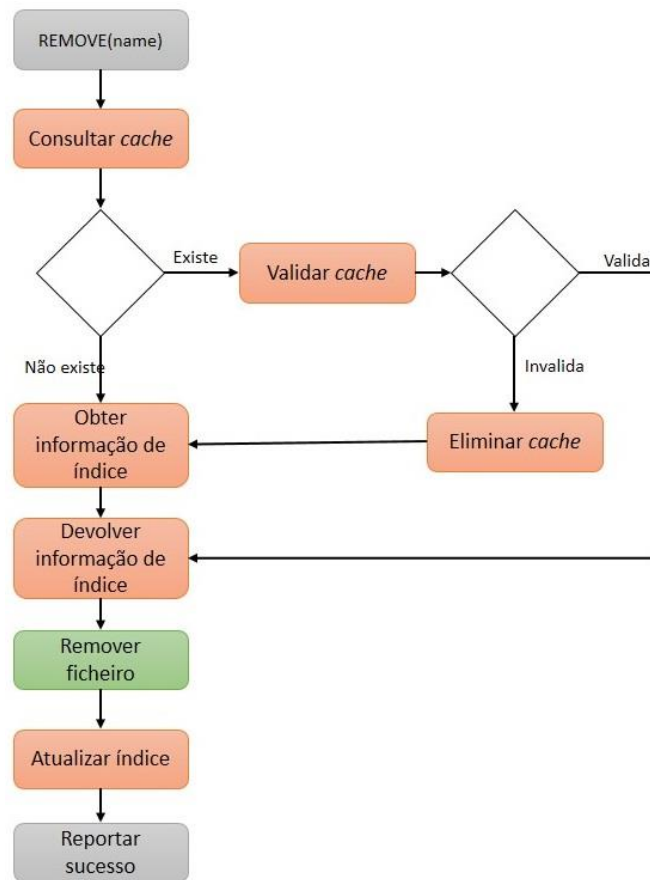 REMOVE(name)
Consultar cache
Existe
Validar cache
Valida
Não existe
Invalida
Obter
informação de
índice
Eliminar cache
Devolver
informação de
índice
Remover
ficheiro
Atualizar índice
Reportar
sucesso